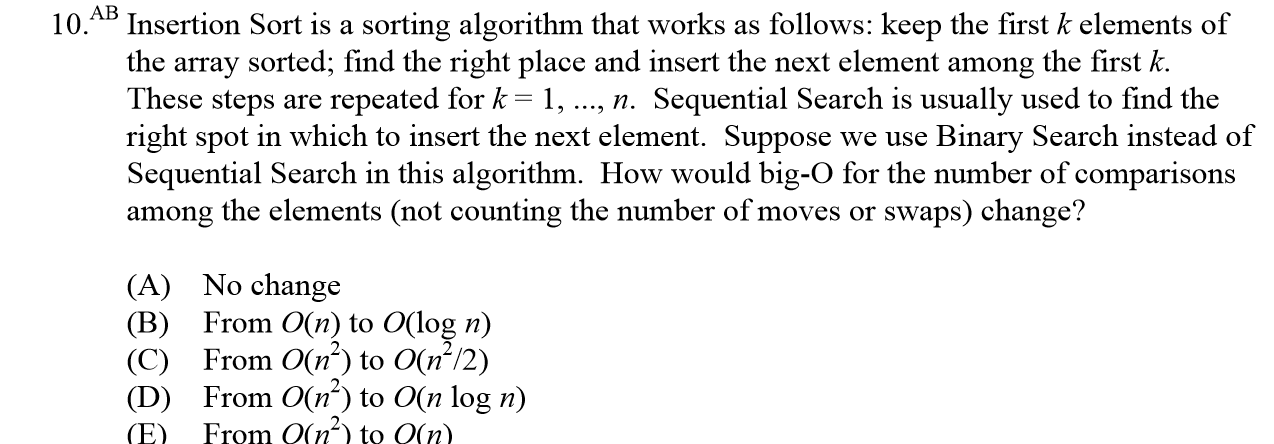 10.ᴬᴮ Insertion Sort is a sorting algorithm that works as follows: keep the first k elements of
the array sorted; find the right place and insert the next element among the first k.
These steps are repeated for k = 1, ..., n. Sequential Search is usually used to find the
right spot in which to insert the next element. Suppose we use Binary Search instead of
Sequential Search in this algorithm. How would big-O for the number of comparisons
among the elements (not counting the number of moves or swaps) change?
(A) No change
(B) From O(n) to O(log n)
(C) From O(n²) to O(n²/2)
(D) From O(n²) to O(n log n)
(E) From O(n²) to O(n)